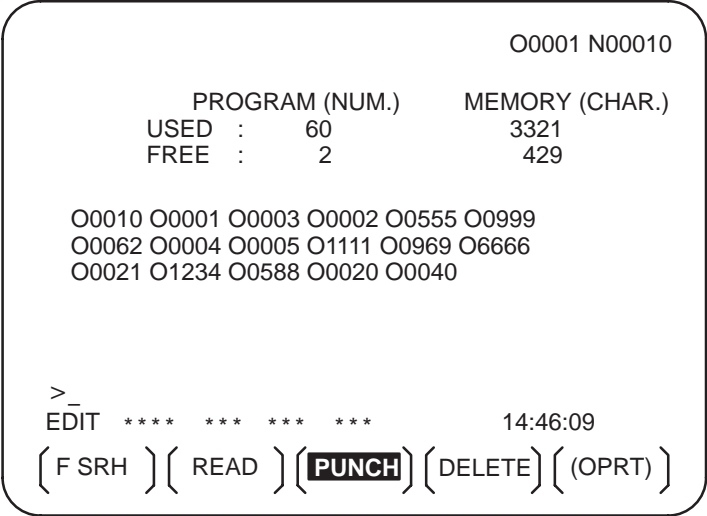 O0001 N00010
PROGRAM (NUM.) MEMORY (CHAR.)
USED : 60 3321
FREE : 2 429
O0010 O0001 O0003 O0002 O0555 O0999
O0062 O0004 O0005 O1111 O0969 O6666
O0021 O1234 O0588 O0020 O0040
>_
EDIT **** *** *** *** 14:46:09
F SRH READ PUNCH DELETE (OPRT)